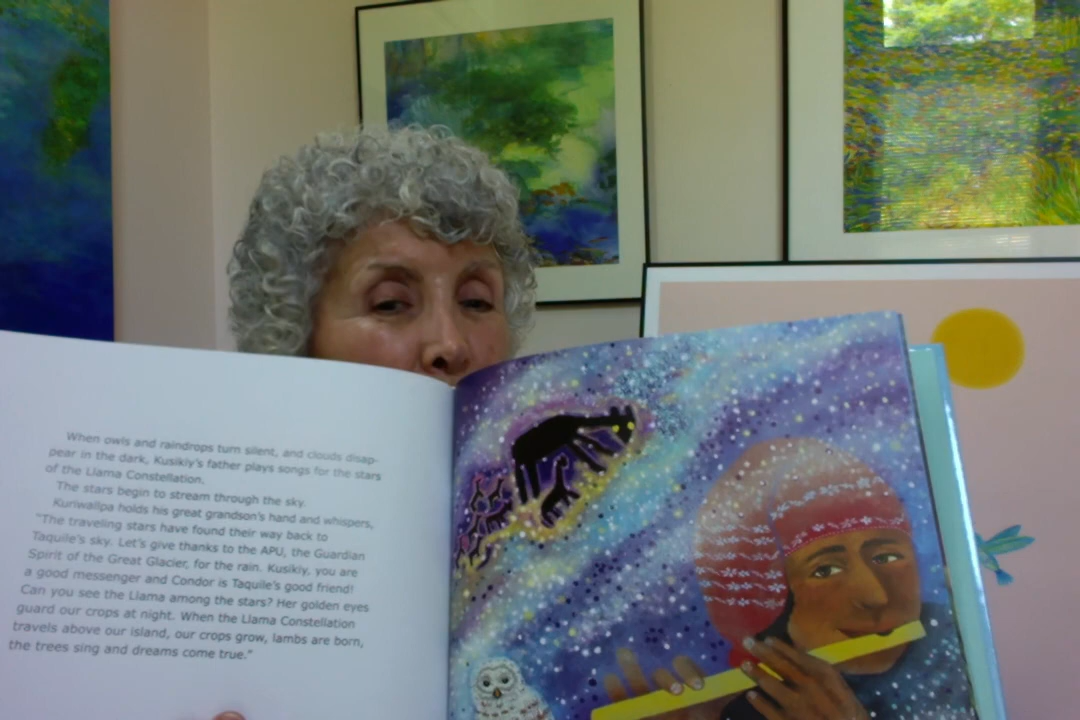 When owls and raindrops turn silent, and clouds disap-
pear in the dark, Kusikiy's father plays songs for the stars
of the Llama Constellation.
The stars begin to stream through the sky.
Kuriwallpa holds his great grandson's hand and whispers,
"The traveling stars have found their way back to
Taquile's sky. Let's give thanks to the APU, the Guardian
Spirit of the Great Glacier, for the rain. Kusikiy, you are
a good messenger and Condor is Taquile's good friend!
Can you see the Llama among the stars? Her golden eyes
guard our crops at night. When the Llama Constellation
travels above our island, our crops grow, lambs are born,
the trees sing and dreams come true."